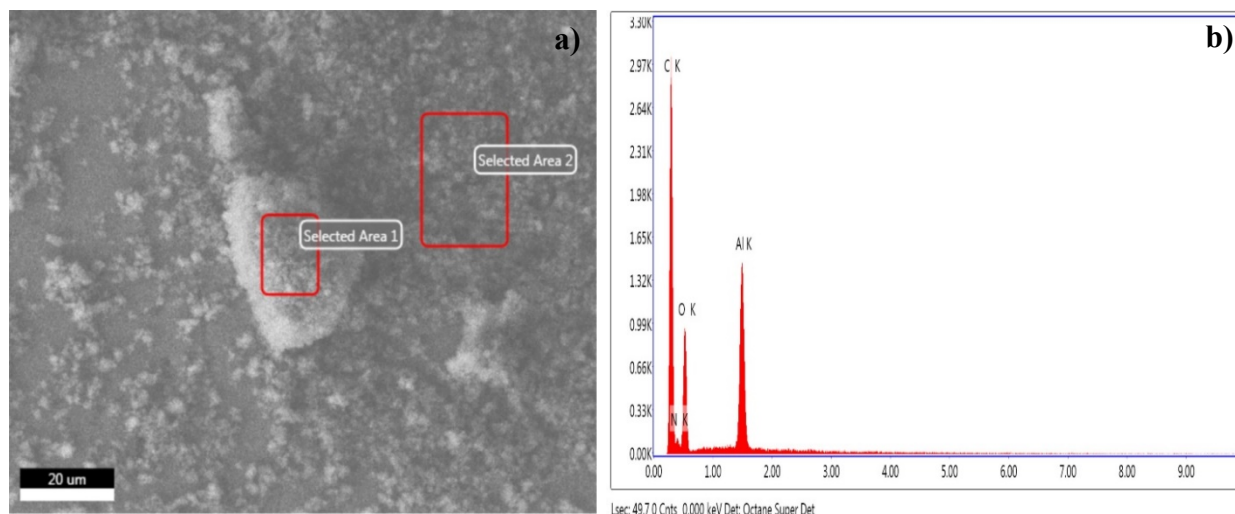 a)
Selected Area 2
Selected Area 1
20 um
b)
3.30K
2.97K
2.64K
2.31K
1.98K
1.65K
1.32K
0.99K
0.66K
0.33K
0.00K
C K
Al K
O K
N K
0.00 1.00 2.00 3.00 4.00 5.00 6.00 7.00 8.00 9.00
Lsec: 49.7 0 Cnts 0.000 keV Det: Octane Super Det